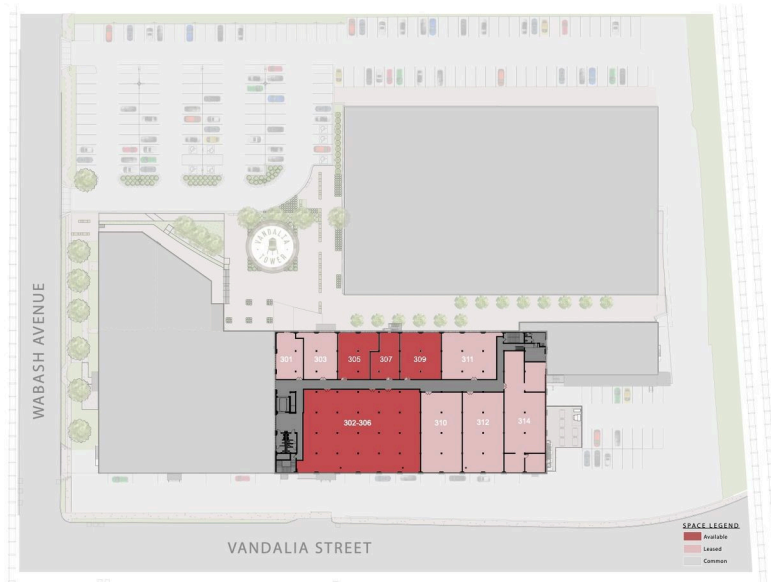 VANDALIA
TOWER
WABASH AVENUE
301
303
305
307
309
311
302-306
310
312
314
VANDALIA STREET
SPACE LEGEND
Available
Leased
Common